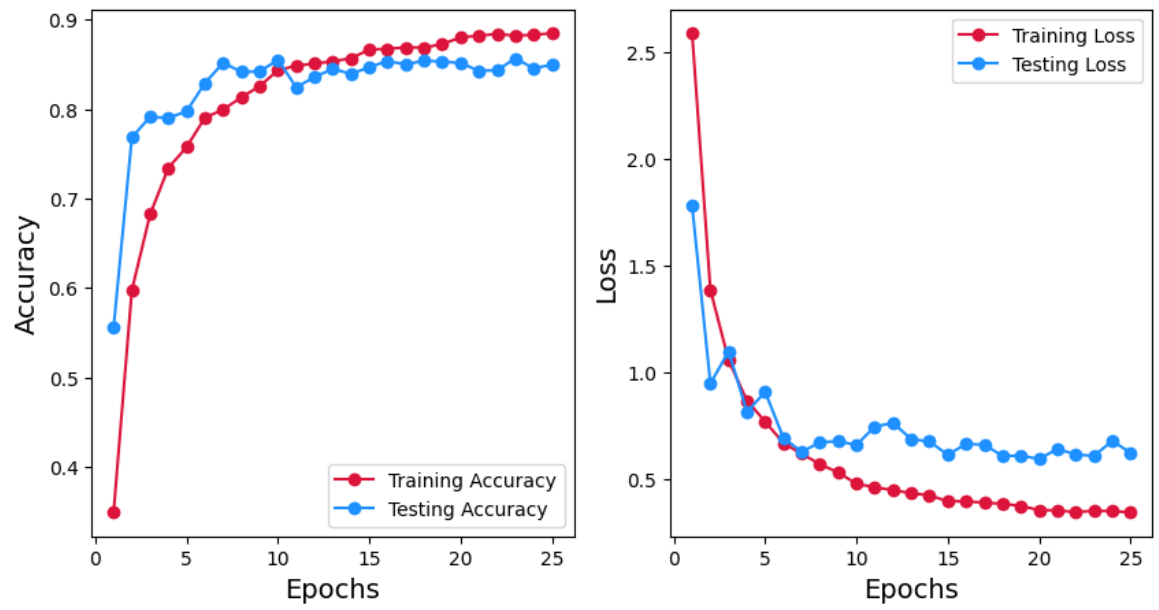 0.9
0.8
0.7
0.6
0.5
0.4
Accuracy
0 5 10 15 20 25
Epochs
Training Accuracy
Testing Accuracy
2.5
2.0
1.5
1.0
0.5
Loss
0 5 10 15 20 25
Epochs
Training Loss
Testing Loss